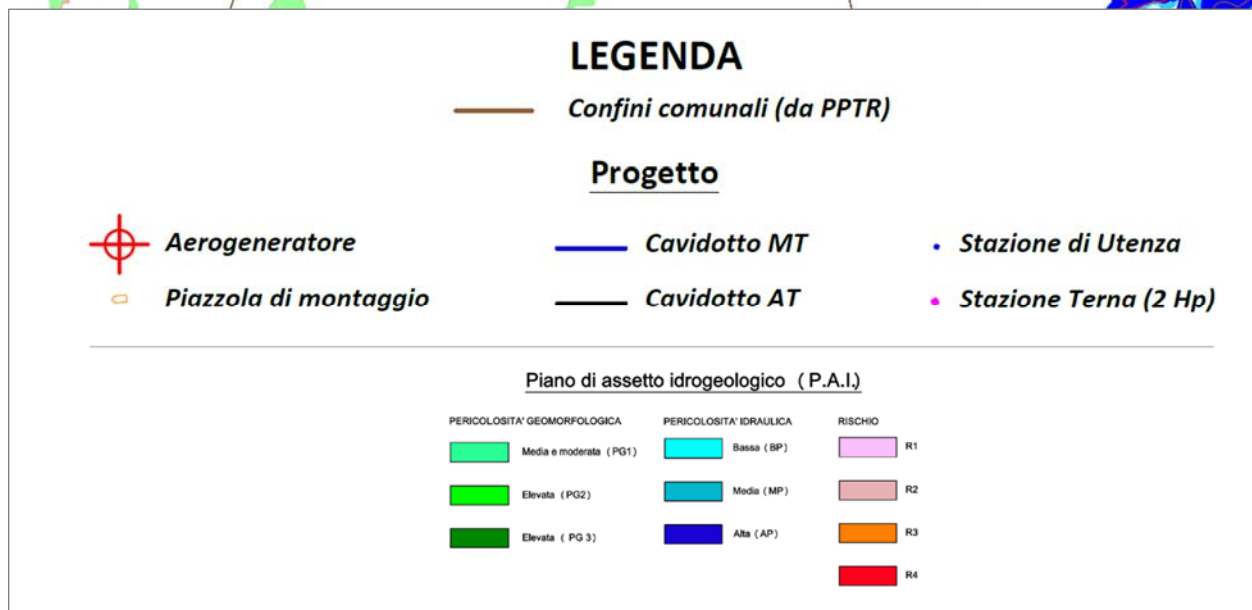 LEGENDA
Confini comunali (da PPTR)
Progetto
Aerogeneratore
Cavidotto MT
Stazione di Utenza
Piazzola di montaggio
Cavidotto AT
Stazione Terna (2 Hp)
Piano di assetto idrogeologico ( P.A.I.)
PERICOLOSITA' GEOMORFOLOGICA
PERICOLOSITA' IDRAULICA
RISCHIO
Media e moderata ( PG1)
Bassa ( BP)
R1
Elevata (PG2)
Media ( MP)
R2
Elevata ( PG 3)
Alta ( AP)
R3
R4